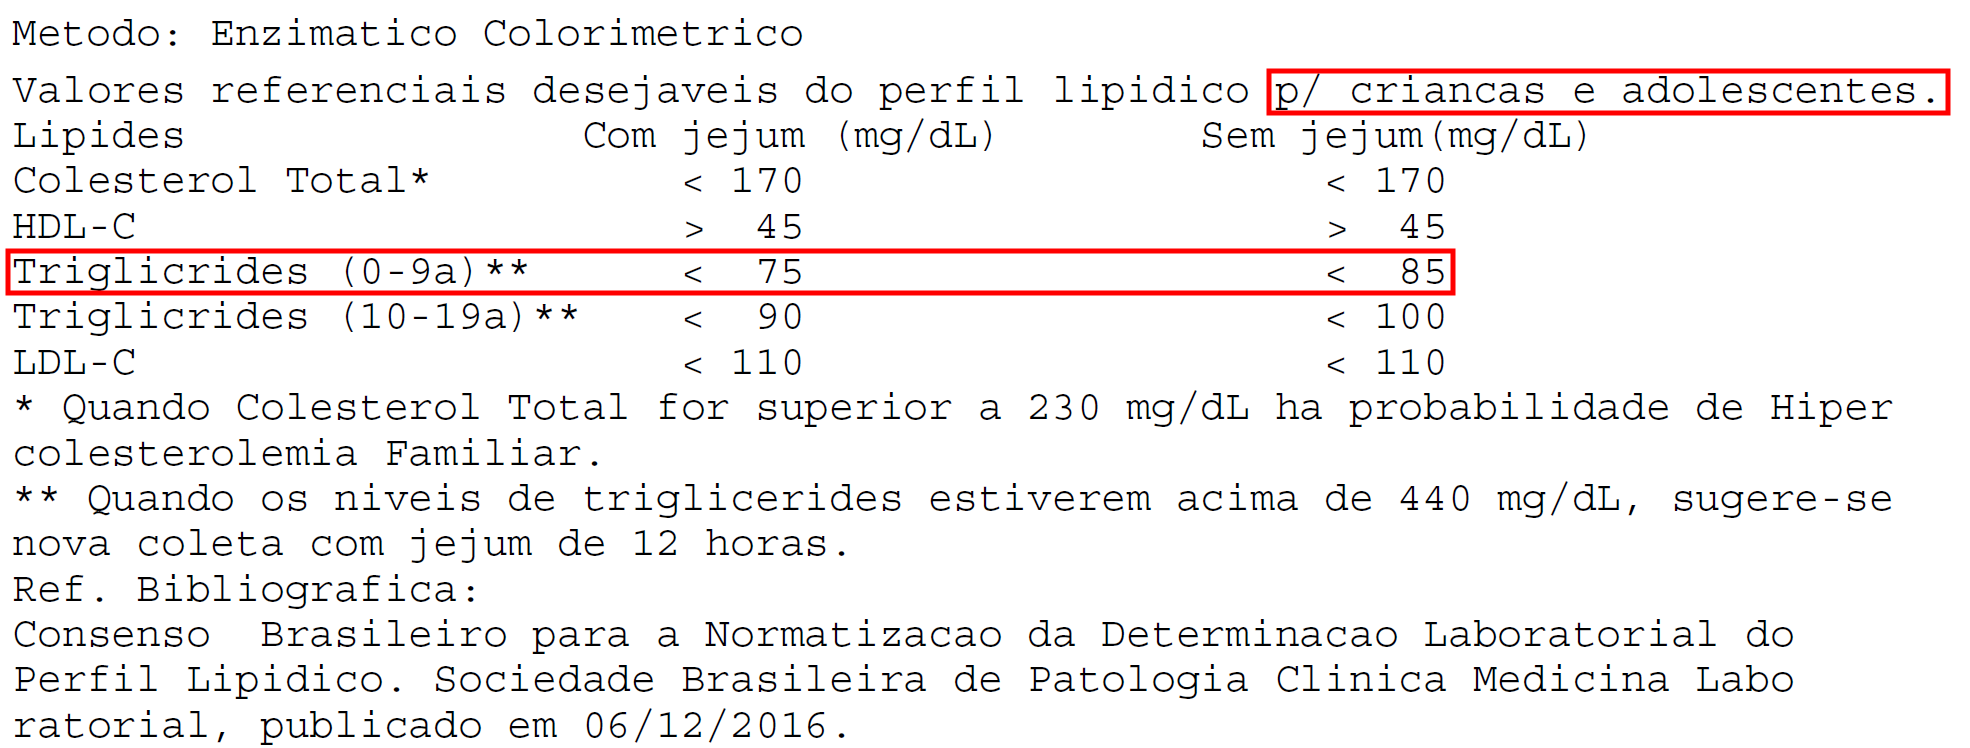 Metodo: Enzimatico Colorimetrico
Valores referenciais desejaveis do perfil lipidico p/ criancas e adolescentes.
Lipides Com jejum (mg/dL) Sem jejum(mg/dL)
Colesterol Total* < 170 < 170
HDL-C > 45 > 45
Triglicrides (0-9a)** < 75 < 85
Triglicrides (10-19a)** < 90 < 100
LDL-C < 110 < 110
* Quando Colesterol Total for superior a 230 mg/dL ha probabilidade de Hiper
colesterolemia Familiar.
** Quando os niveis de triglicerides estiverem acima de 440 mg/dL, sugere-se
nova coleta com jejum de 12 horas.
Ref. Bibliografica:
Consenso  Brasileiro para a Normatizacao da Determinacao Laboratorial do
Perfil Lipidico. Sociedade Brasileira de Patologia Clinica Medicina Labo
ratorial, publicado em 06/12/2016.